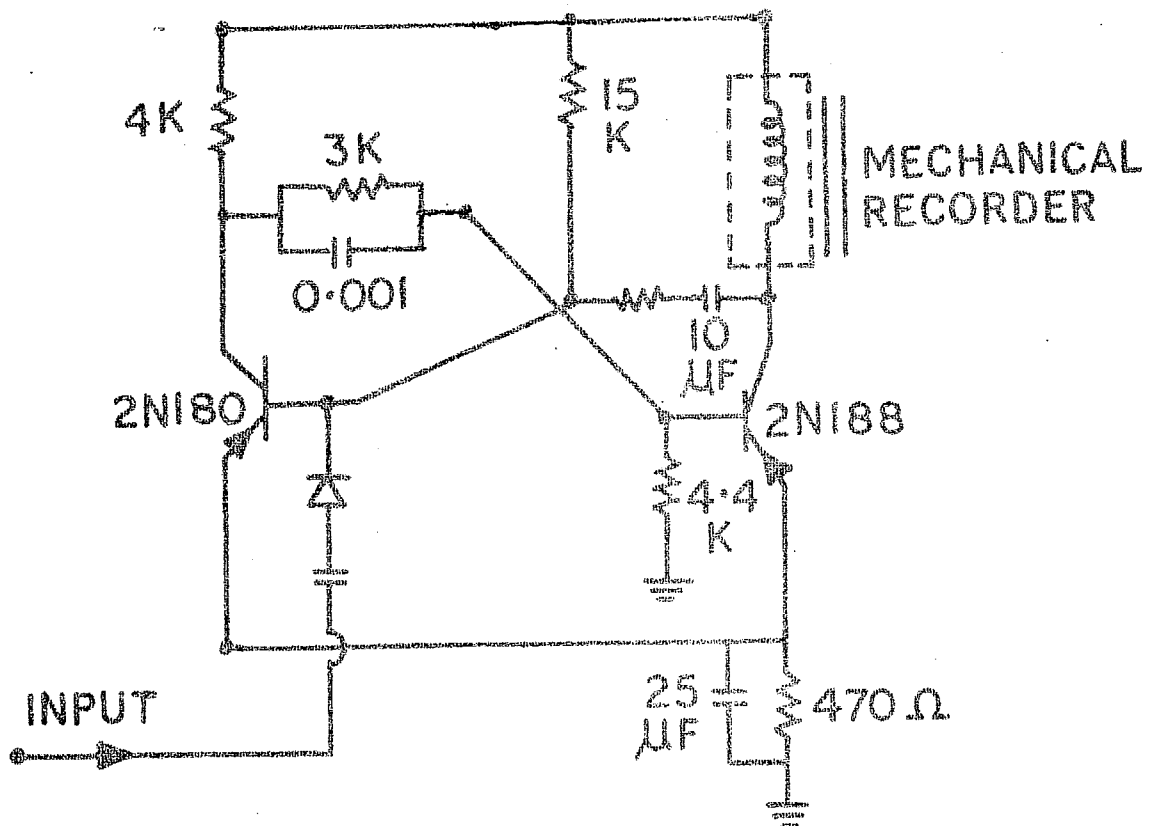 4K
3K
0.001
15
K
MECHANICAL
RECORDER
10
μF
2N180
2N188
4.4
K
INPUT
25
μF
470 Ω